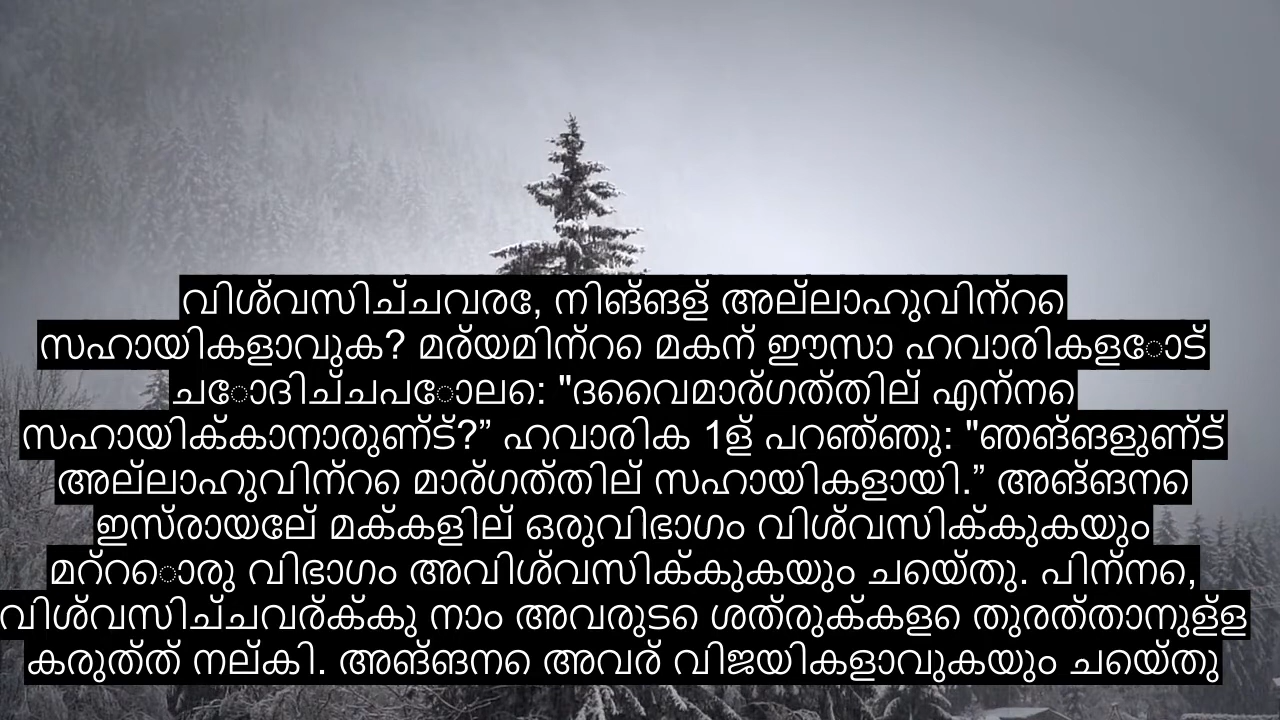 വിശ്വസിച്ചവരേ, നിങ്ങള് അല്ലാഹുവിന്റെ
സഹായികളാവുക? മര്യമിന്റെ മകന് ഈസാ ഹവാരികളോട്
ചോദിച്ചപോലെ: "ദൈവമാര്ഗത്തില് എന്നെ
സഹായിക്കാനാരുണ്ട്?” ഹവാരിക 1ള് പറഞ്ഞു: "ഞങ്ങളുണ്ട്
അല്ലാഹുവിന്റെ മാര്ഗത്തില് സഹായികളായി.” അങ്ങനെ
ഇസ്രായേല് മക്കളില് ഒരുവിഭാഗം വിശ്വസിക്കുകയും
മറ്റൊരു വിഭാഗം അവിശ്വസിക്കുകയും ചെയ്തു. പിന്നെ,
വിശ്വസിച്ചവര്ക്കു നാം അവരുടെ ശത്രുക്കളെ തുരത്താനുള്ള
കരുത്ത് നല്കി. അങ്ങനെ അവര് വിജയികളാവുകയും ചെയ്തു